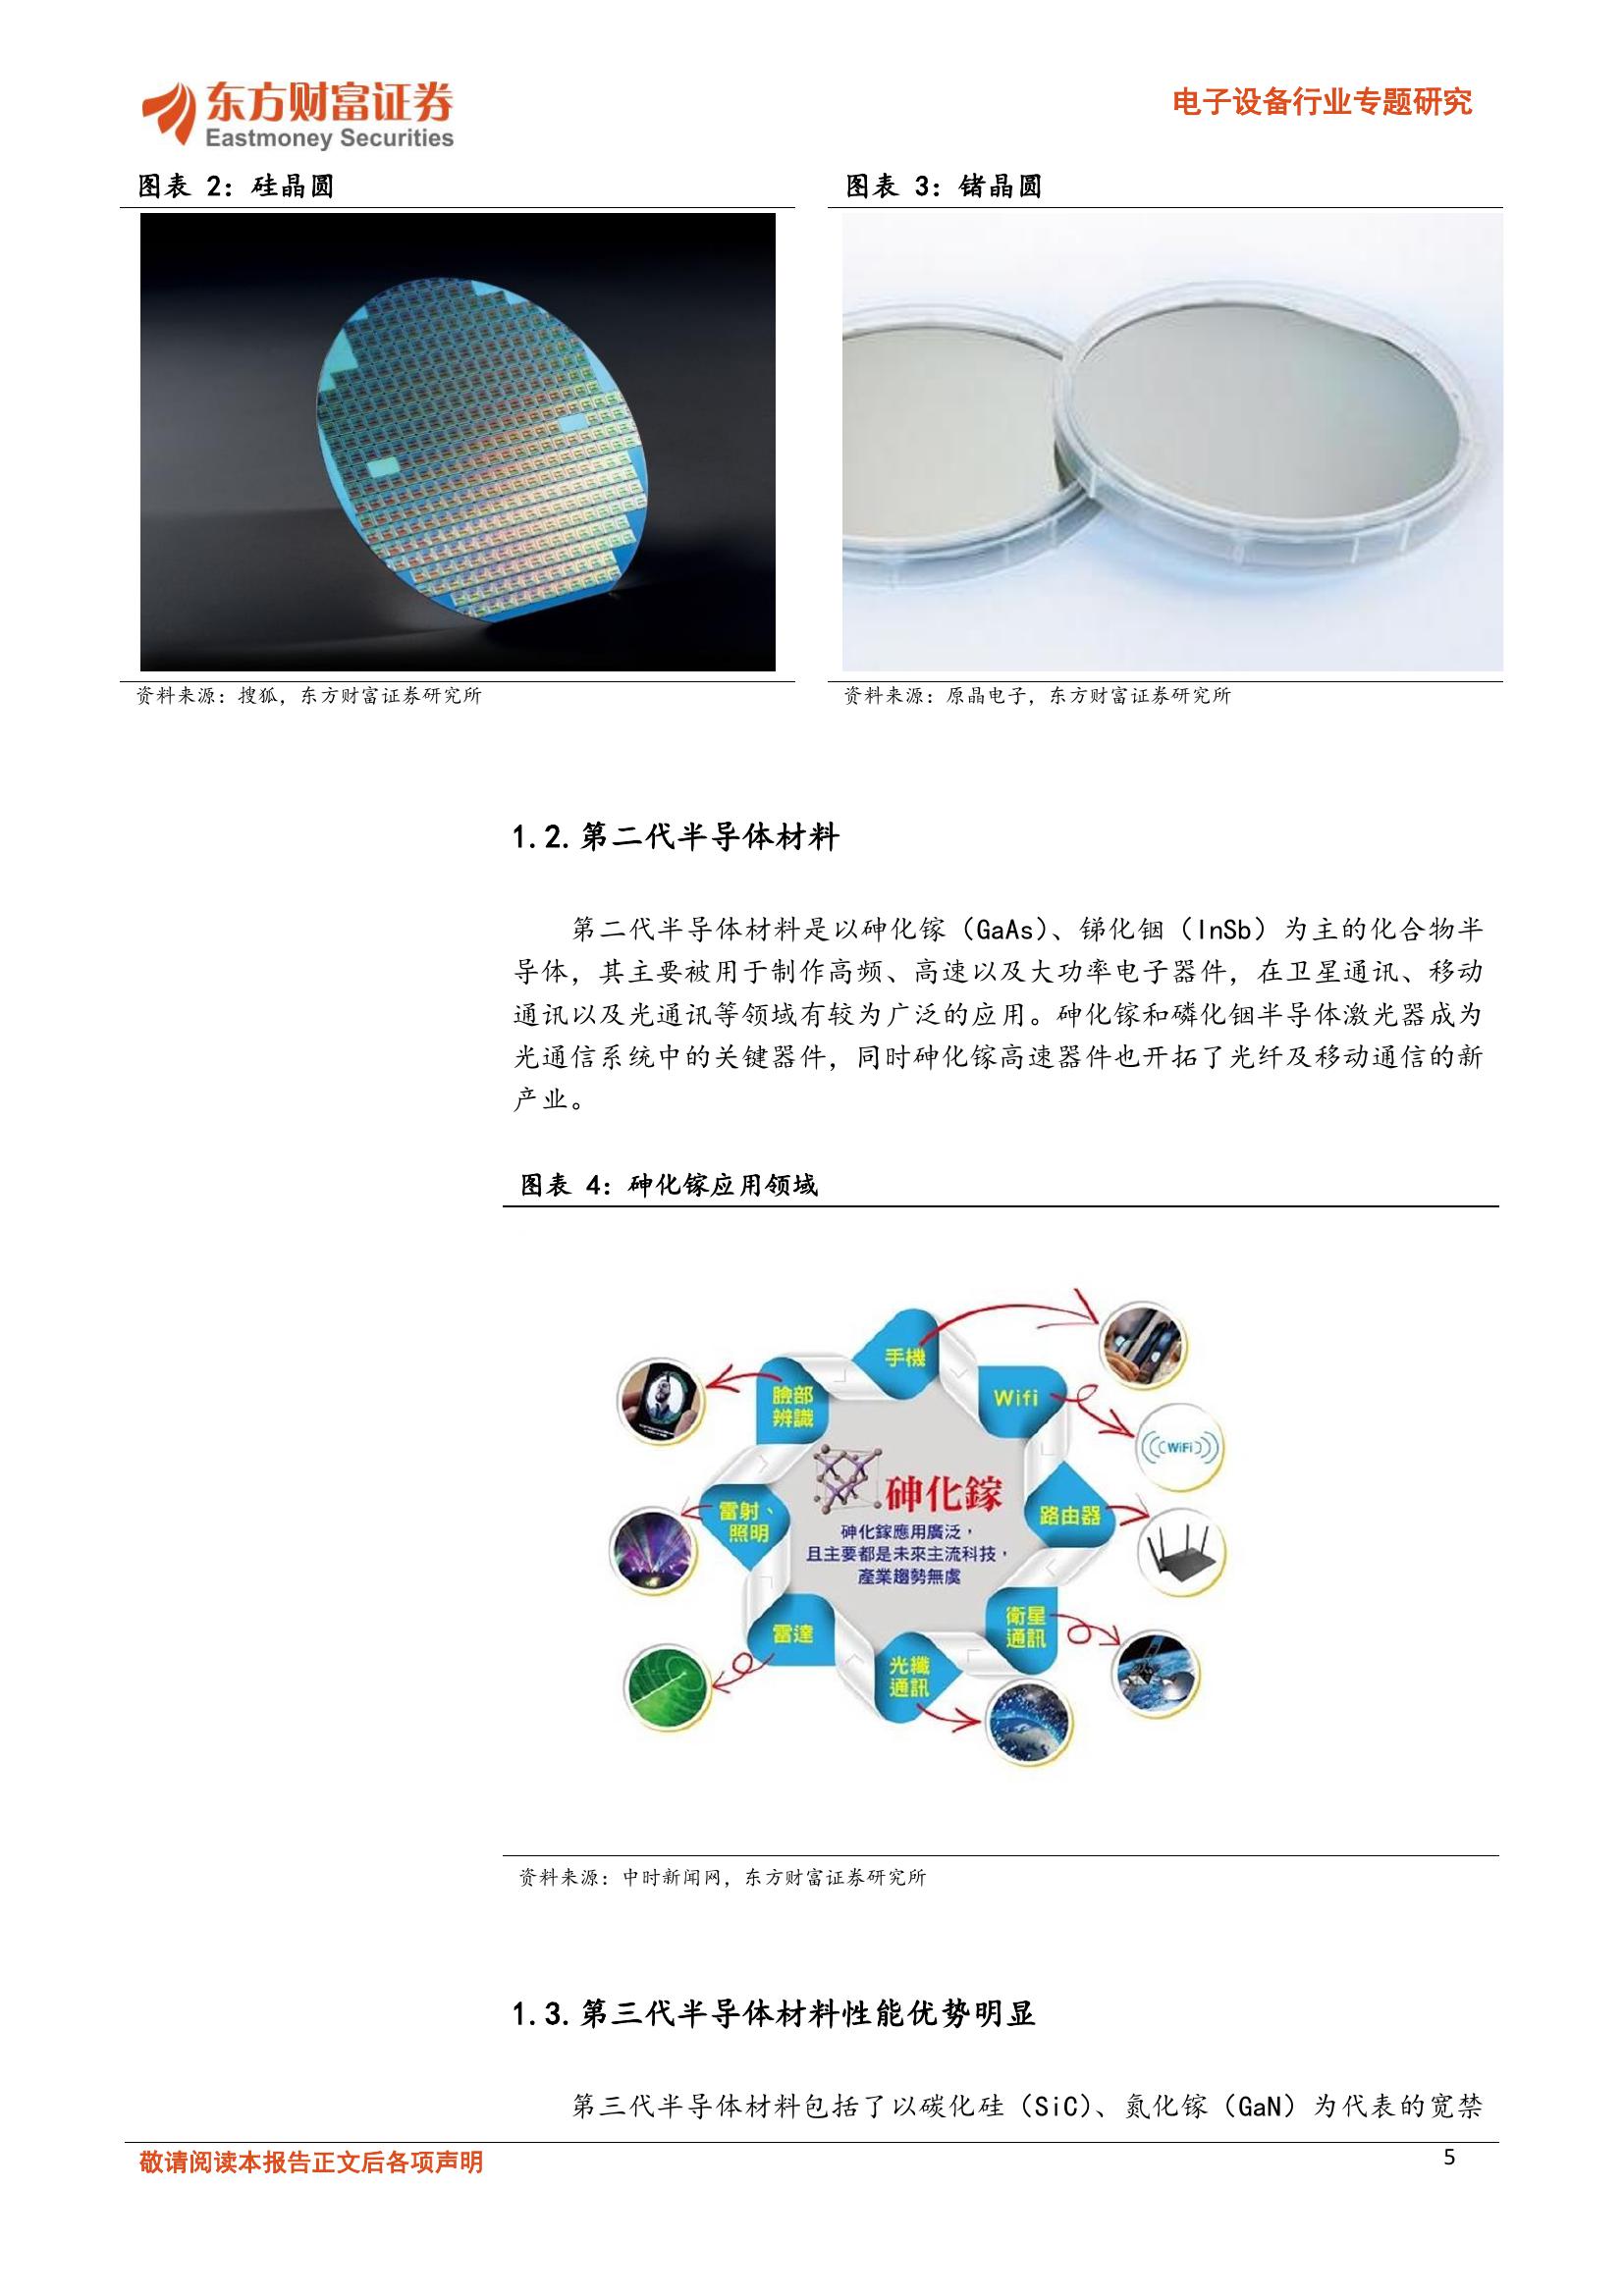 东方财富证券
Eastmoney Securities
电子设备行业专题研究
图表 2：硅晶圆
图表 3：锗晶圆
资料来源：搜狐，东方财富证券研究所
资料来源：原晶电子，东方财富证券研究所
1.2.第二代半导体材料
第二代半导体材料是以砷化镓（GaAs）、锑化铟（InSb）为主的化合物半
导体，其主要被用于制作高频、高速以及大功率电子器件，在卫星通讯、移动
通讯以及光通讯等领域有较为广泛的应用。砷化镓和磷化铟半导体激光器成为
光通信系统中的关键器件，同时砷化镓高速器件也开拓了光纤及移动通信的新
产业。
图表 4：砷化镓应用领域
手機
Wifi
臉部
辨識
WiFi
砷化鎵
雷射、
照明
路由器
砷化鎵應用廣泛，
且主要都是未來主流科技，
產業趨勢無虞
衛星
通訊
雷達
光纖
通訊
资料来源：中时新闻网，东方财富证券研究所
1.3.第三代半导体材料性能优势明显
第三代半导体材料包括了以碳化硅（SiC）、氮化镓（GaN）为代表的宽禁
敬请阅读本报告正文后各项声明
5